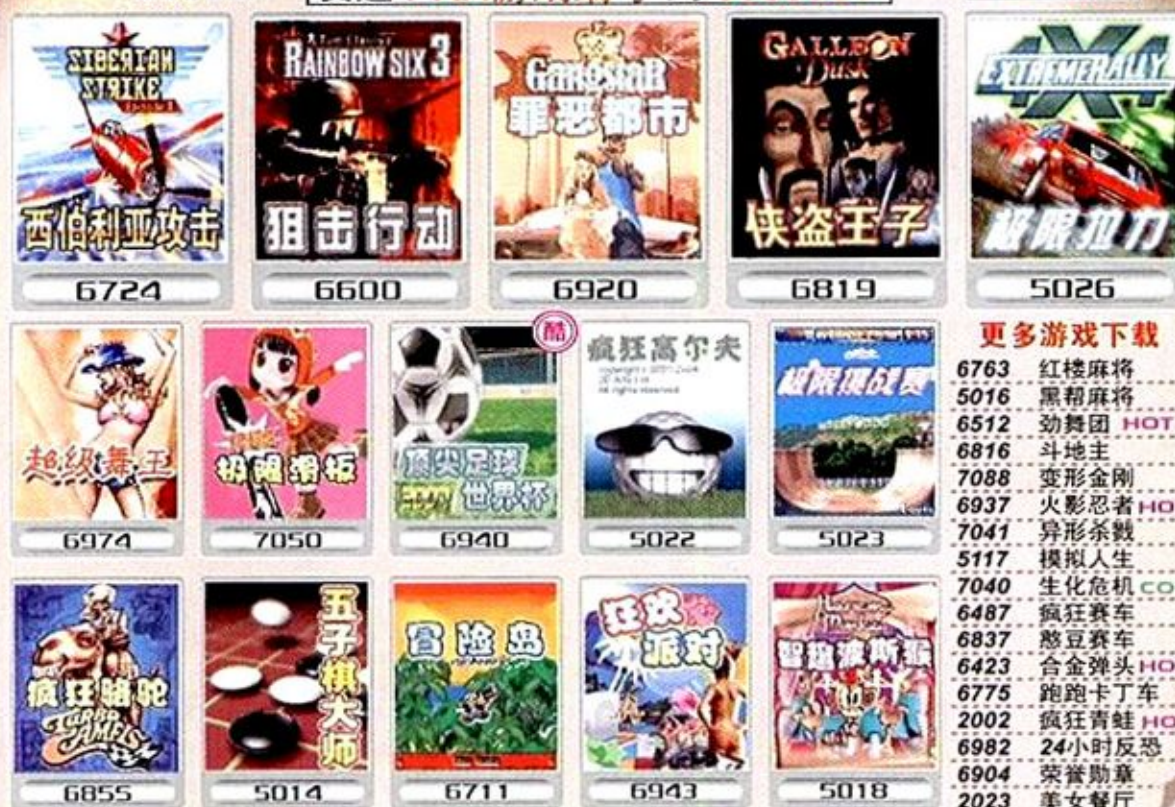 SIBERIAN
STRIKE
西伯利亚攻击
6724
RAINBOW SIX 3
狙击行动
6600
GangstaR
罪恶都市
6920
GALLEON
Dusk
侠盗王子
6819
4X4
EXTREMERALLY
极限拉力
5026
超级舞王
6974
极限滑板
7050
酷
顶尖足球
世界杯
6940
疯狂高尔夫
All rights reserved
5022
极限挑战赛
5023
疯狂骆驼
TURBO
CAMELS
6855
五子棋大师
5014
冒险岛
6711
狂欢
派对
6943
智趣波斯
5018
更多游戏下载
6763 红楼麻将
5016 黑帮麻将
6512 劲舞团 HOT
6816 斗地主
7088 变形金刚
6937 火影忍者 HO
7041 异形杀戮
5117 模拟人生
7040 生化危机 CO
6487 疯狂赛车
6837 憨豆赛车
6423 合金弹头 HO
6775 跑跑卡丁车
2002 疯狂青蛙 HO
6982 24小时反恐
6904 荣誉勋章
2023 美女餐厅